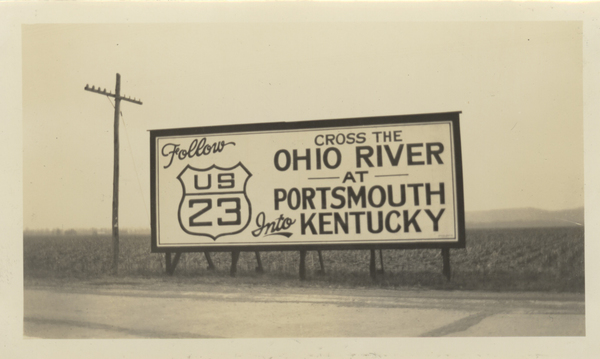 Follow
US
23
Into
CROSS THE
OHIO RIVER
AT
PORTSMOUTH
KENTUCKY